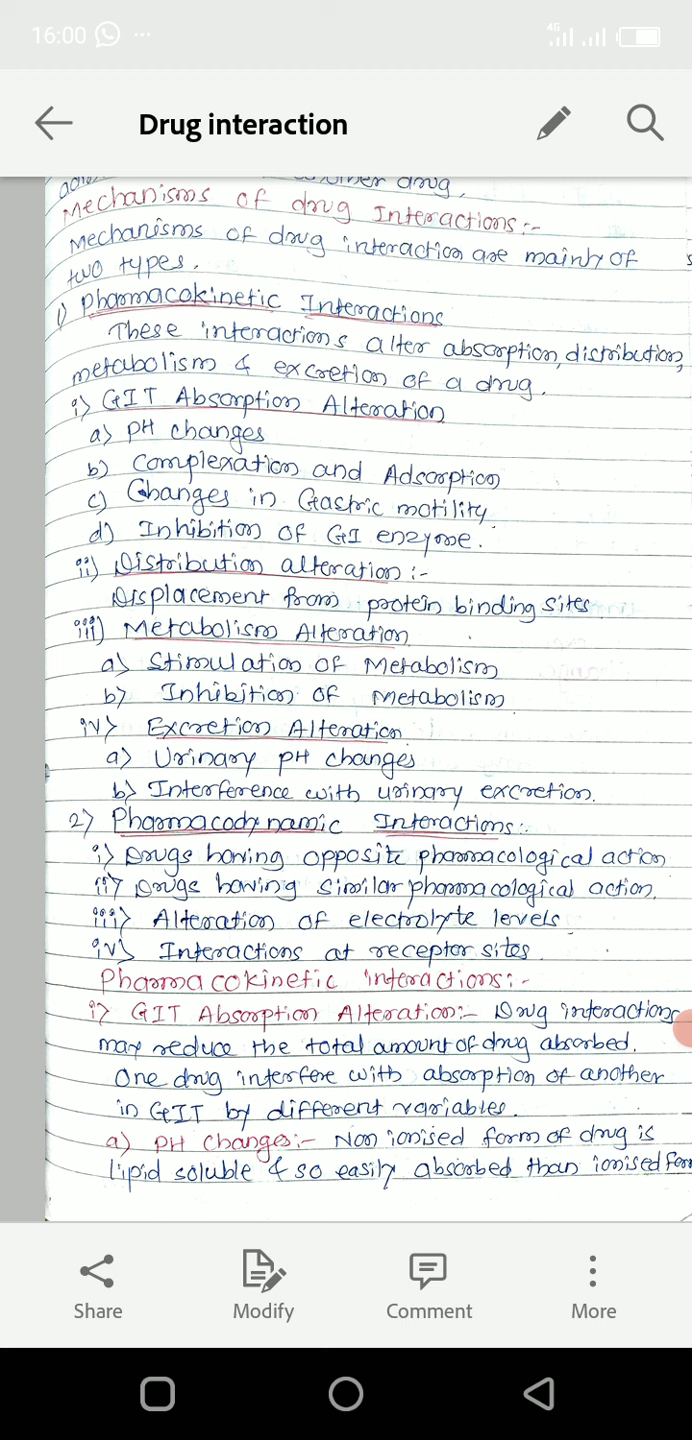 16:00
4G
Drug interaction
drug.
Mechanisms of drug Interactions:-
Mechanisms of drug interaction are mainly of
two types.
1) Pharmacokinetic Interactions
These interactions alter absorption, distribution,
metabolism & excretion of a drug.
i) GIT Absorption Alteration
a) PH changes
b) Complexation and Adsorption
c) Changes in Gastric motility
d) Inhibition of GI enzyme.
ii) Distribution alteration:-
Displacement from protein binding sites
iii) Metabolism Alteration
a) Stimulation of Metabolism
b) Inhibition of Metabolism
iv) Excretion Alteration
a) Urinary pH changes
b) Interference with urinary excretion.
2) Pharmacodynamic Interactions:-
i) Drugs having opposite pharmacological action
ii) Drugs having similar pharmacological action.
iii) Alteration of electrolyte levels
iv) Interactions at receptor sites
Pharmacokinetic interactions:-
i) GIT Absorption Alteration:- Drug interactions
may reduce the total amount of drug absorbed.
One drug interfere with absorption of another
in GIT by different variables.
a) PH Changes:- Non ionised form of drug is
lipid soluble & so easily absorbed than ionised form
Share
Modify
Comment
More